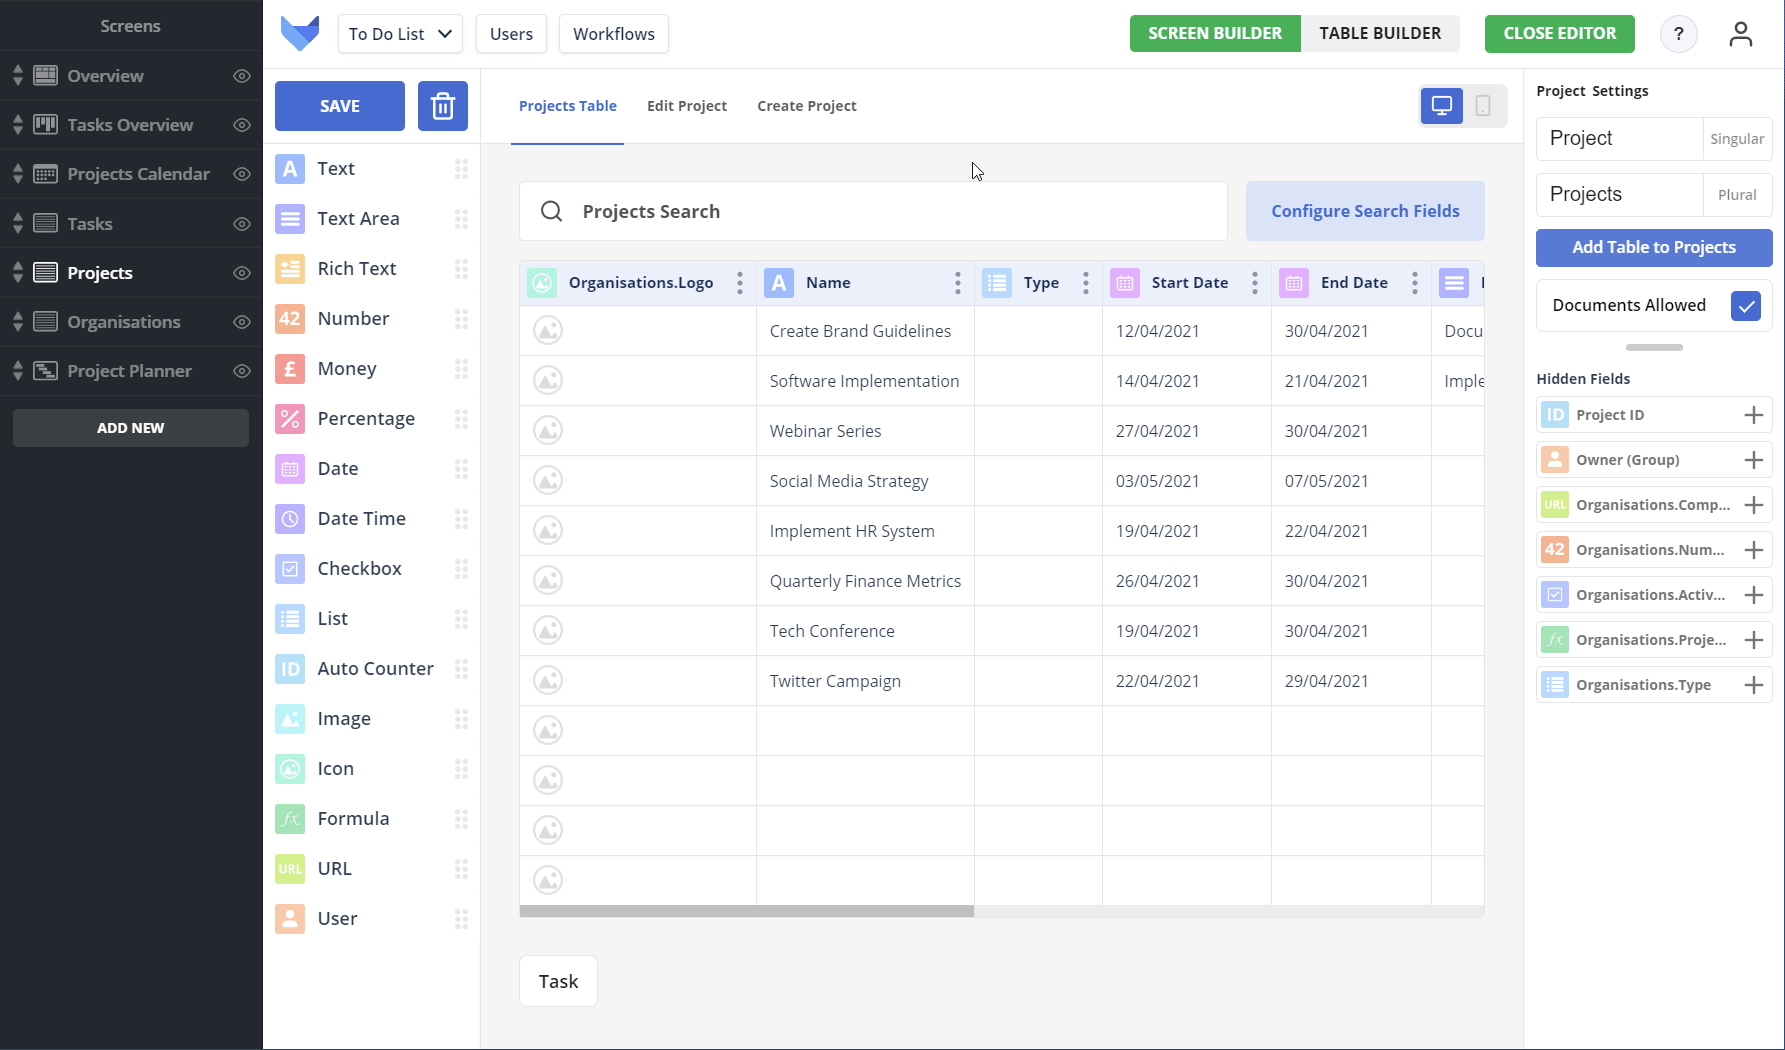 Screens
Overview
Tasks Overview
Projects Calendar
Tasks
Projects
Organisations
Project Planner
ADD NEW
To Do List
Users
Workflows
SCREEN BUILDER
TABLE BUILDER
CLOSE EDITOR
?
SAVE
A Text
Text Area
Rich Text
42 Number
£ Money
% Percentage
Date
Date Time
Checkbox
List
ID Auto Counter
Image
Icon
fx Formula
URL URL
User
Projects Table
Edit Project
Create Project
Projects Search
Configure Search Fields
Organisations.Logo A Name Type Start Date End Date
Create Brand Guidelines 12/04/2021 30/04/2021 Docu
Software Implementation 14/04/2021 21/04/2021 Imple
Webinar Series 27/04/2021 30/04/2021
Social Media Strategy 03/05/2021 07/05/2021
Implement HR System 19/04/2021 22/04/2021
Quarterly Finance Metrics 26/04/2021 30/04/2021
Tech Conference 19/04/2021 30/04/2021
Twitter Campaign 22/04/2021 29/04/2021
Task
Project Settings
Project Singular
Projects Plural
Add Table to Projects
Documents Allowed
Hidden Fields
ID Project ID
Owner (Group)
URL Organisations.Comp...
42 Organisations.Num...
Organisations.Activ...
fx Organisations.Proje...
Organisations.Type